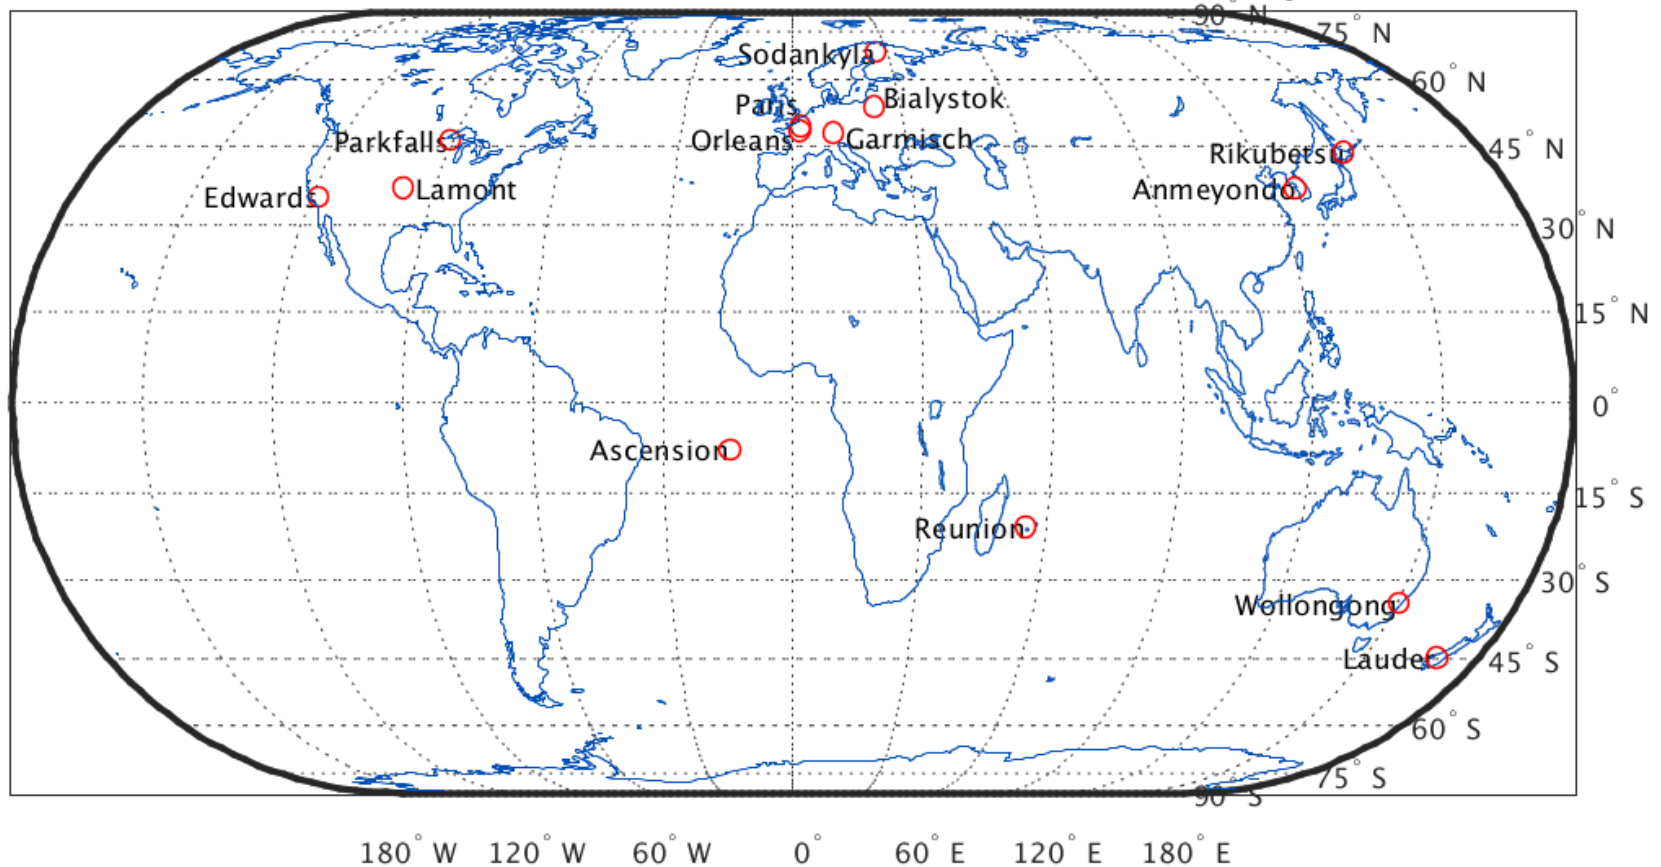 90° N
75° N
Sodankyla
60° N
Paris
Bialystok
Parkfalls
Orleans
Garmisch
45° N
Rikubetsu
Edwards
Lamont
Anmeyondo
30° N
15° N
0°
Ascension
15° S
Reunion
30° S
Wollongong
Lauder
45° S
60° S
75° S
90° S
180° W 120° W 60° W 0° 60° E 120° E 180° E